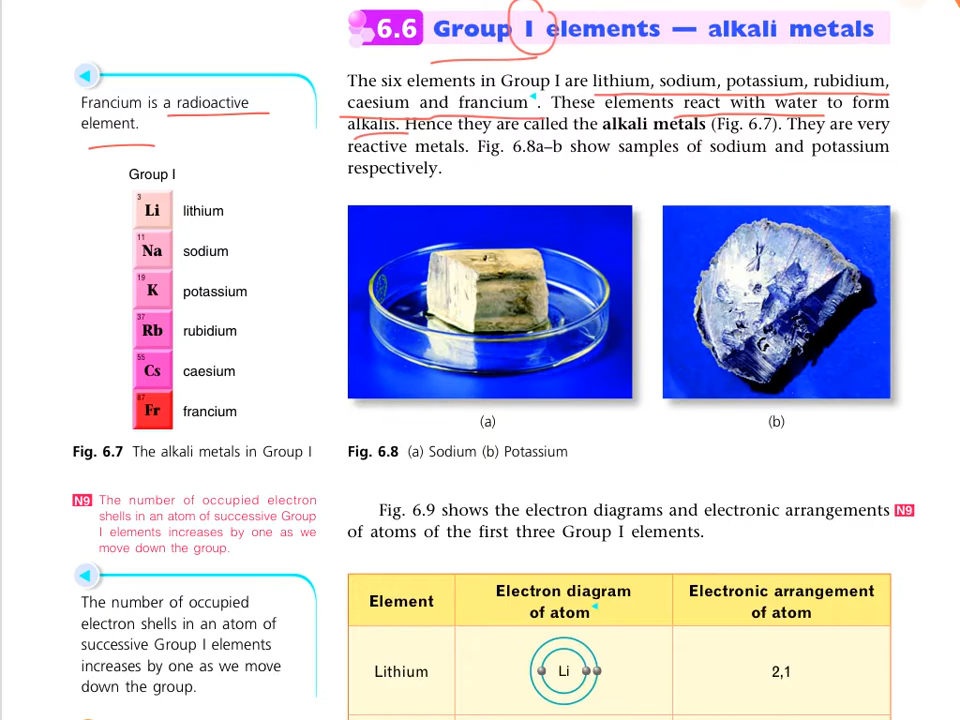 6.6 Group I elements — alkali metals
Francium is a radioactive
element.
Group I
3
Li lithium
11
Na sodium
19
K potassium
37
Rb rubidium
55
Cs caesium
87
Fr francium
Fig. 6.7 The alkali metals in Group I
N9 The number of occupied electron
shells in an atom of successive Group
I elements increases by one as we
move down the group.
The number of occupied
electron shells in an atom of
successive Group I elements
increases by one as we move
down the group.
The six elements in Group I are lithium, sodium, potassium, rubidium,
caesium and francium. These elements react with water to form
alkalis. Hence they are called the alkali metals (Fig. 6.7). They are very
reactive metals. Fig. 6.8a–b show samples of sodium and potassium
respectively.
(a) (b)
Fig. 6.8 (a) Sodium (b) Potassium
Fig. 6.9 shows the electron diagrams and electronic arrangements N9
of atoms of the first three Group I elements.
Element
Electron diagram
of atom
Electronic arrangement
of atom
Lithium Li 2,1